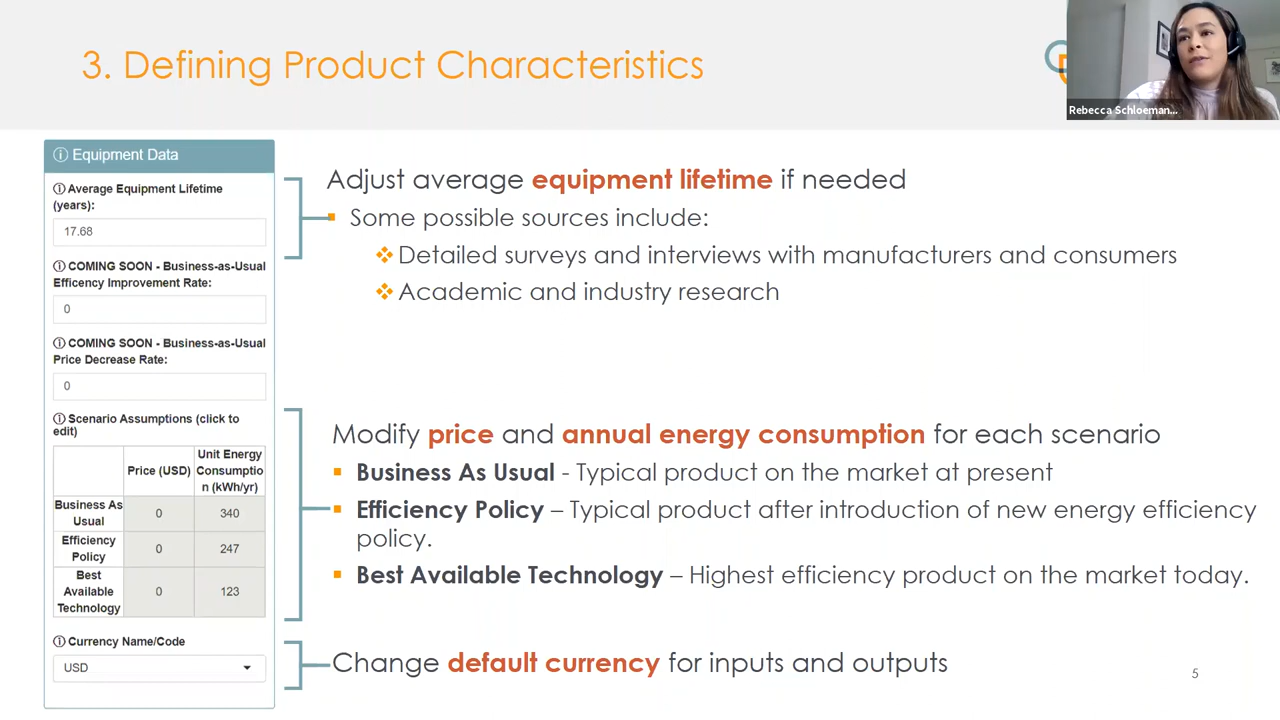 3. Defining Product Characteristics
Rebecca Schloeman...
Equipment Data
Average Equipment Lifetime
(years):
17.68
COMING SOON - Business-as-Usual
Efficency Improvement Rate:
0
COMING SOON - Business-as-Usual
Price Decrease Rate:
0
Scenario Assumptions (click to
edit)
Price (USD)
Unit Energy
Consumptio
n (kWh/yr)
Business As
Usual
0
340
Efficiency
Policy
0
247
Best
Available
Technology
0
123
Currency Name/Code
USD
Adjust average equipment lifetime if needed
Some possible sources include:
Detailed surveys and interviews with manufacturers and consumers
Academic and industry research
Modify price and annual energy consumption for each scenario
Business As Usual - Typical product on the market at present
Efficiency Policy – Typical product after introduction of new energy efficiency
policy.
Best Available Technology – Highest efficiency product on the market today.
Change default currency for inputs and outputs
5